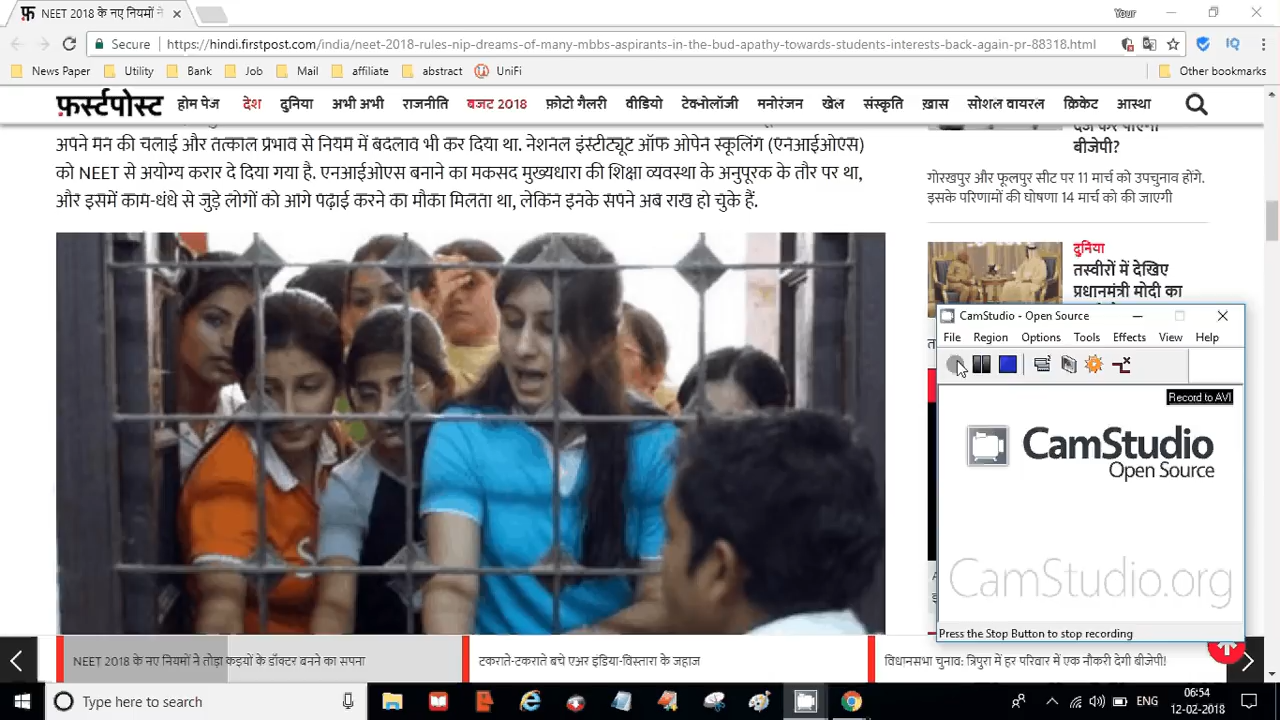 NEET 2018 के नए नियमों ने
Your
Secure
https://hindi.firstpost.com/india/neet-2018-rules-nip-dreams-of-many-mbbs-aspirants-in-the-bud-apathy-towards-students-interests-back-again-pr-88318.html
News Paper Utility Bank Job Mail affiliate abstract UniFi Other bookmarks
फ़र्स्टपोस्ट होम पेज देश दुनिया अभी अभी राजनीति बजट 2018 फ़ोटो गैलरी वीडियो टेक्नोलॉजी मनोरंजन खेल संस्कृति ख़ास सोशल वायरल क्रिकेट आस्था
अपने मन की चलाई और तत्काल प्रभाव से नियम में बदलाव भी कर दिया था. नेशनल इंस्टीट्यूट ऑफ ओपेन स्कूलिंग (एनआईओएस)
को NEET से अयोग्य करार दे दिया गया है. एनआईओएस बनाने का मकसद मुख्यधारा की शिक्षा व्यवस्था के अनुपूरक के तौर पर था,
और इसमें काम-धंधे से जुड़े लोगों को आगे पढ़ाई करने का मौका मिलता था, लेकिन इनके सपने अब राख हो चुके हैं.
बीजेपी?
गोरखपुर और फूलपुर सीट पर 11 मार्च को उपचुनाव होंगे.
इसके परिणामों की घोषणा 14 मार्च को की जाएगी
दुनिया
तस्वीरों में देखिए
प्रधानमंत्री मोदी का
CamStudio - Open Source
File Region Options Tools Effects View Help
Record to AVI
CamStudio
Open Source
CamStudio.org
Press the Stop Button to stop recording
NEET 2018 के नए नियमों ने तोड़ा कइयों के डॉक्टर बनने का सपना
टकराते-टकराते बचे एअर इंडिया-विस्तारा के जहाज
विधानसभा चुनाव: त्रिपुरा में हर परिवार में एक नौकरी देगी बीजेपी!
Type here to search
ENG
06:54
12-02-2018